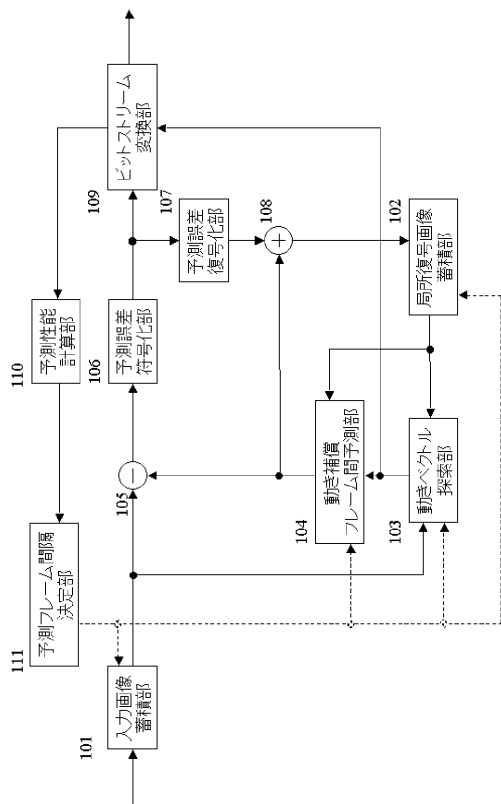 111
予測フレーム間隔
決定部
110
予測性能
計算部
109
ビットストリーム
変換部
101
入力画像
蓄積部
105
−
106
予測誤差
符号化部
107
予測誤差
復号化部
108
+
104
動き補償
フレーム間予測部
103
動きベクトル
探索部
102
局所復号画像
蓄積部